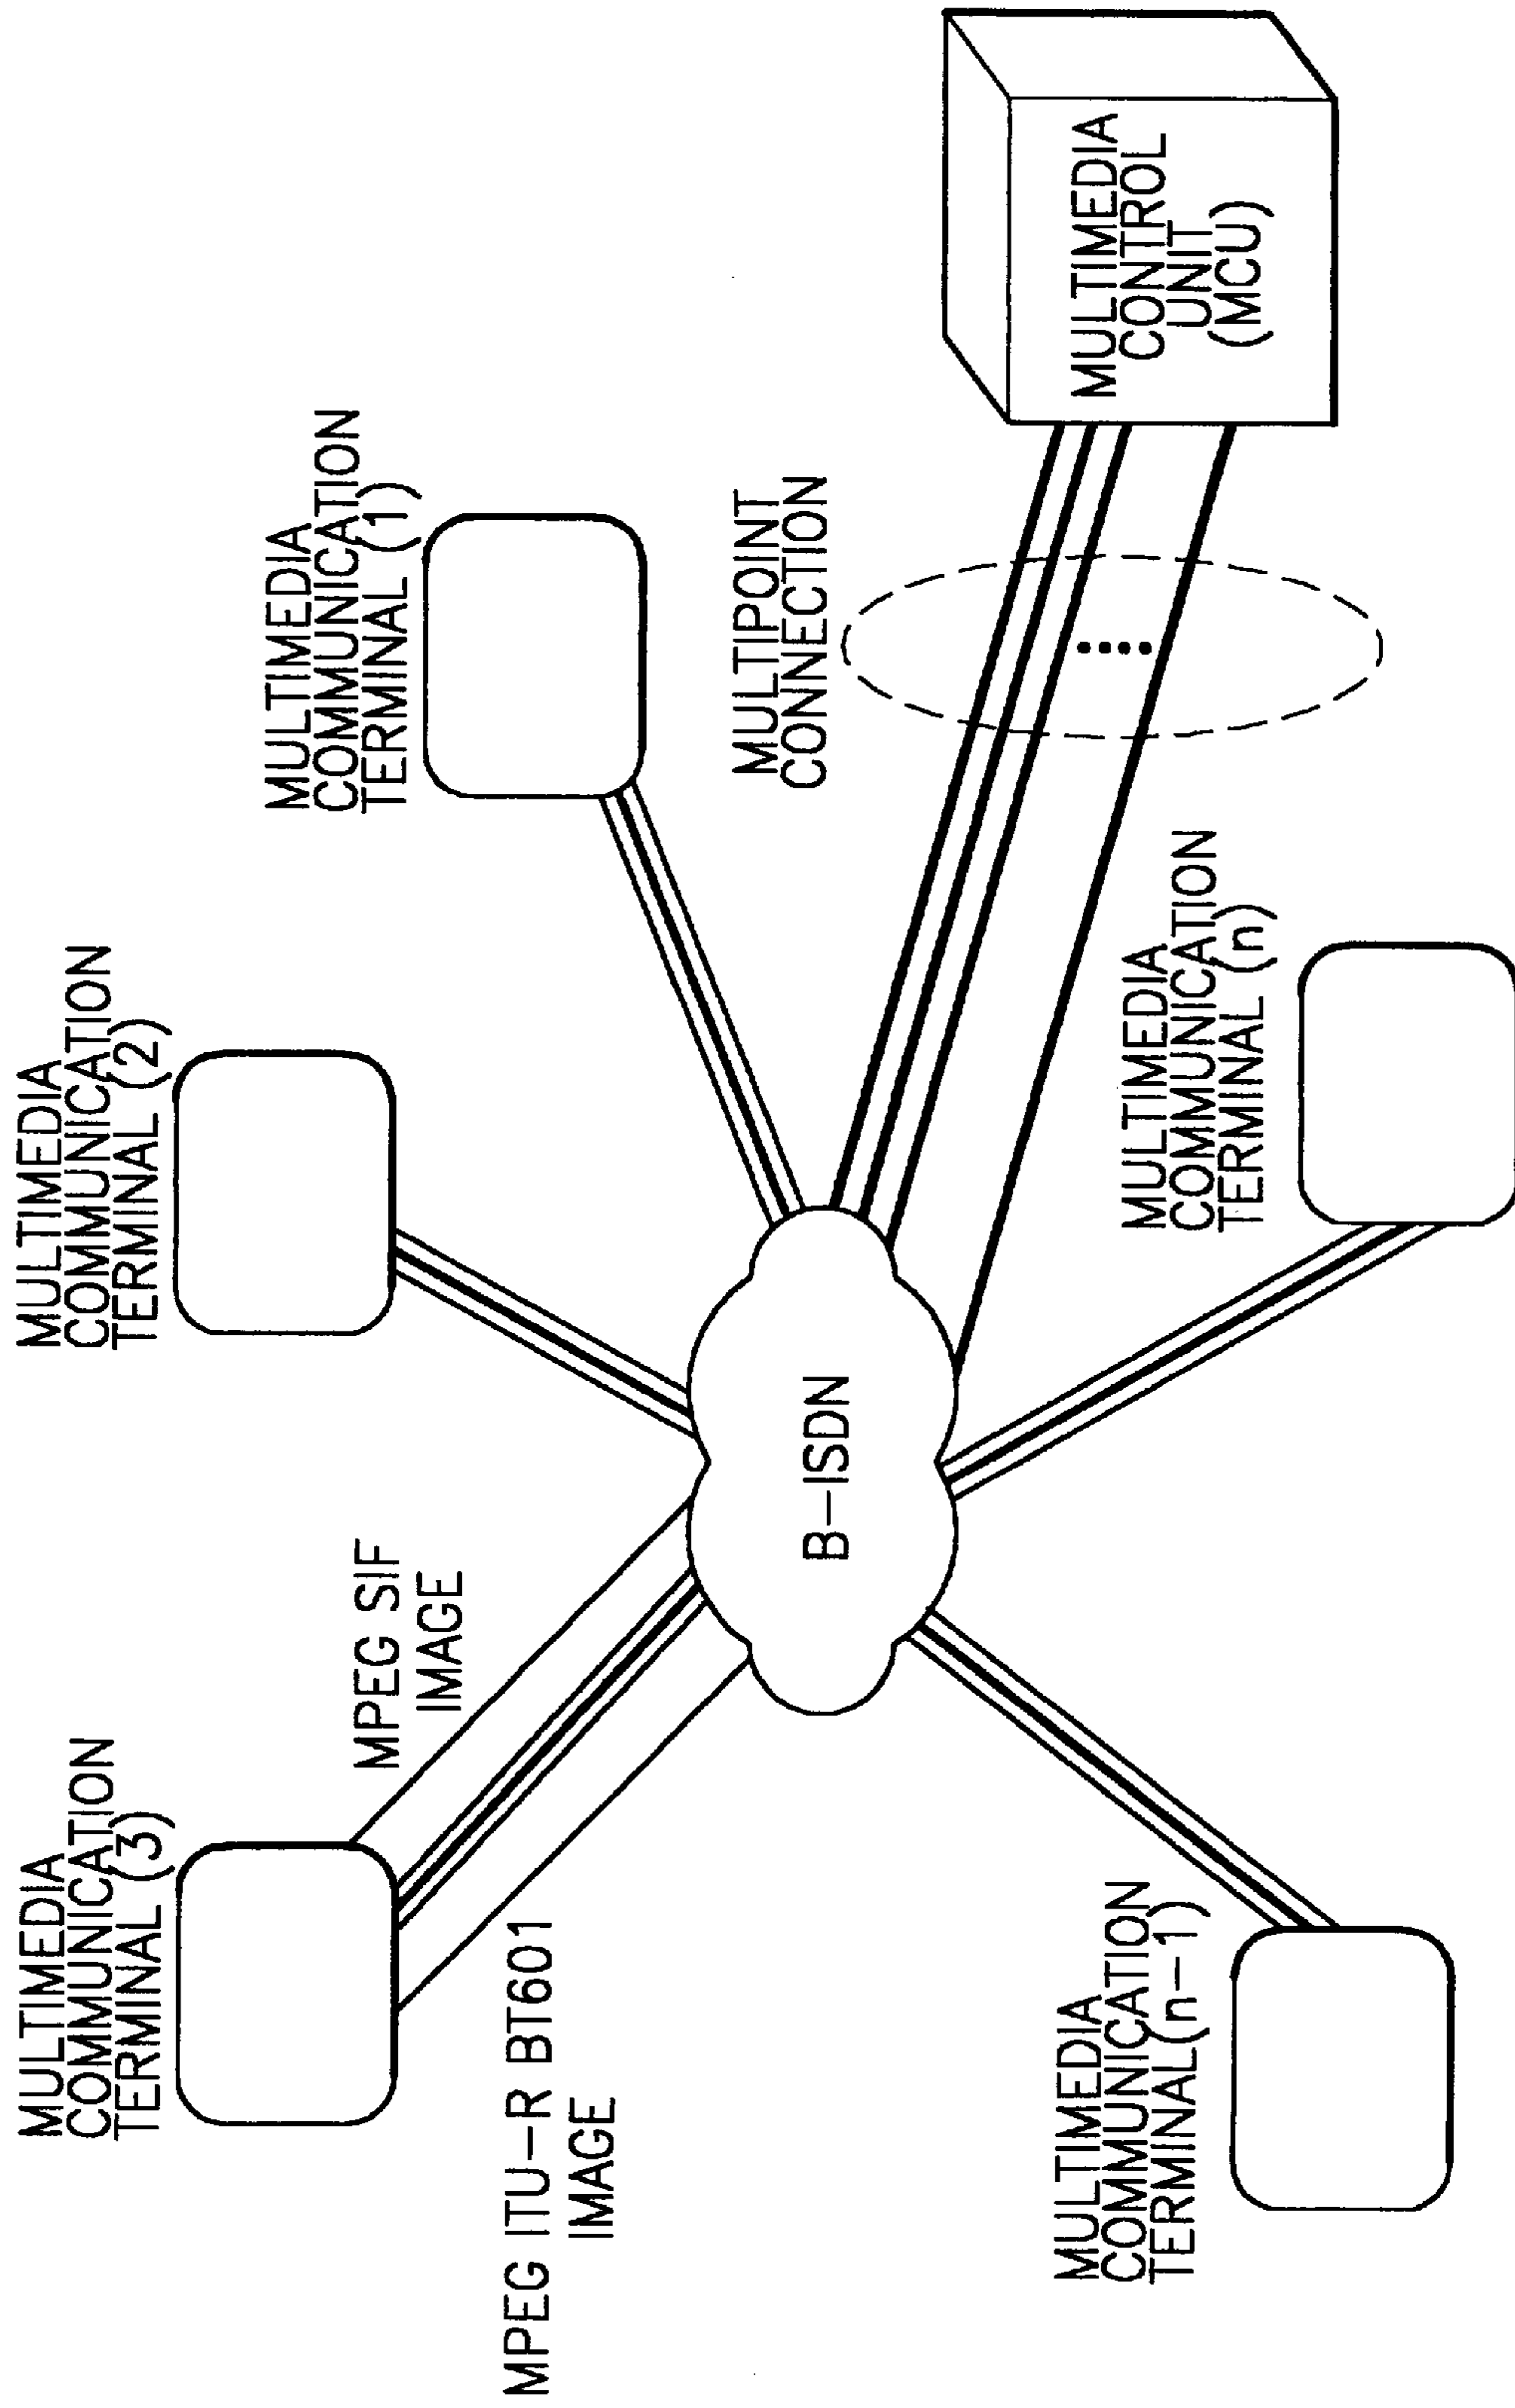 MULTIMEDIA
COMMUNICATION
TERMINAL (3)
MULTIMEDIA
COMMUNICATION
TERMINAL (2)
MULTIMEDIA
COMMUNICATION
TERMINAL (1)
MPEG SIF
IMAGE
MPEG ITU-R BT601
IMAGE
B-ISDN
MULTIPOINT
CONNECTION
MULTIMEDIA
CONTROL
UNIT
(MCU)
MULTIMEDIA
COMMUNICATION
TERMINAL(n-1)
MULTIMEDIA
COMMUNICATION
TERMINAL (n)